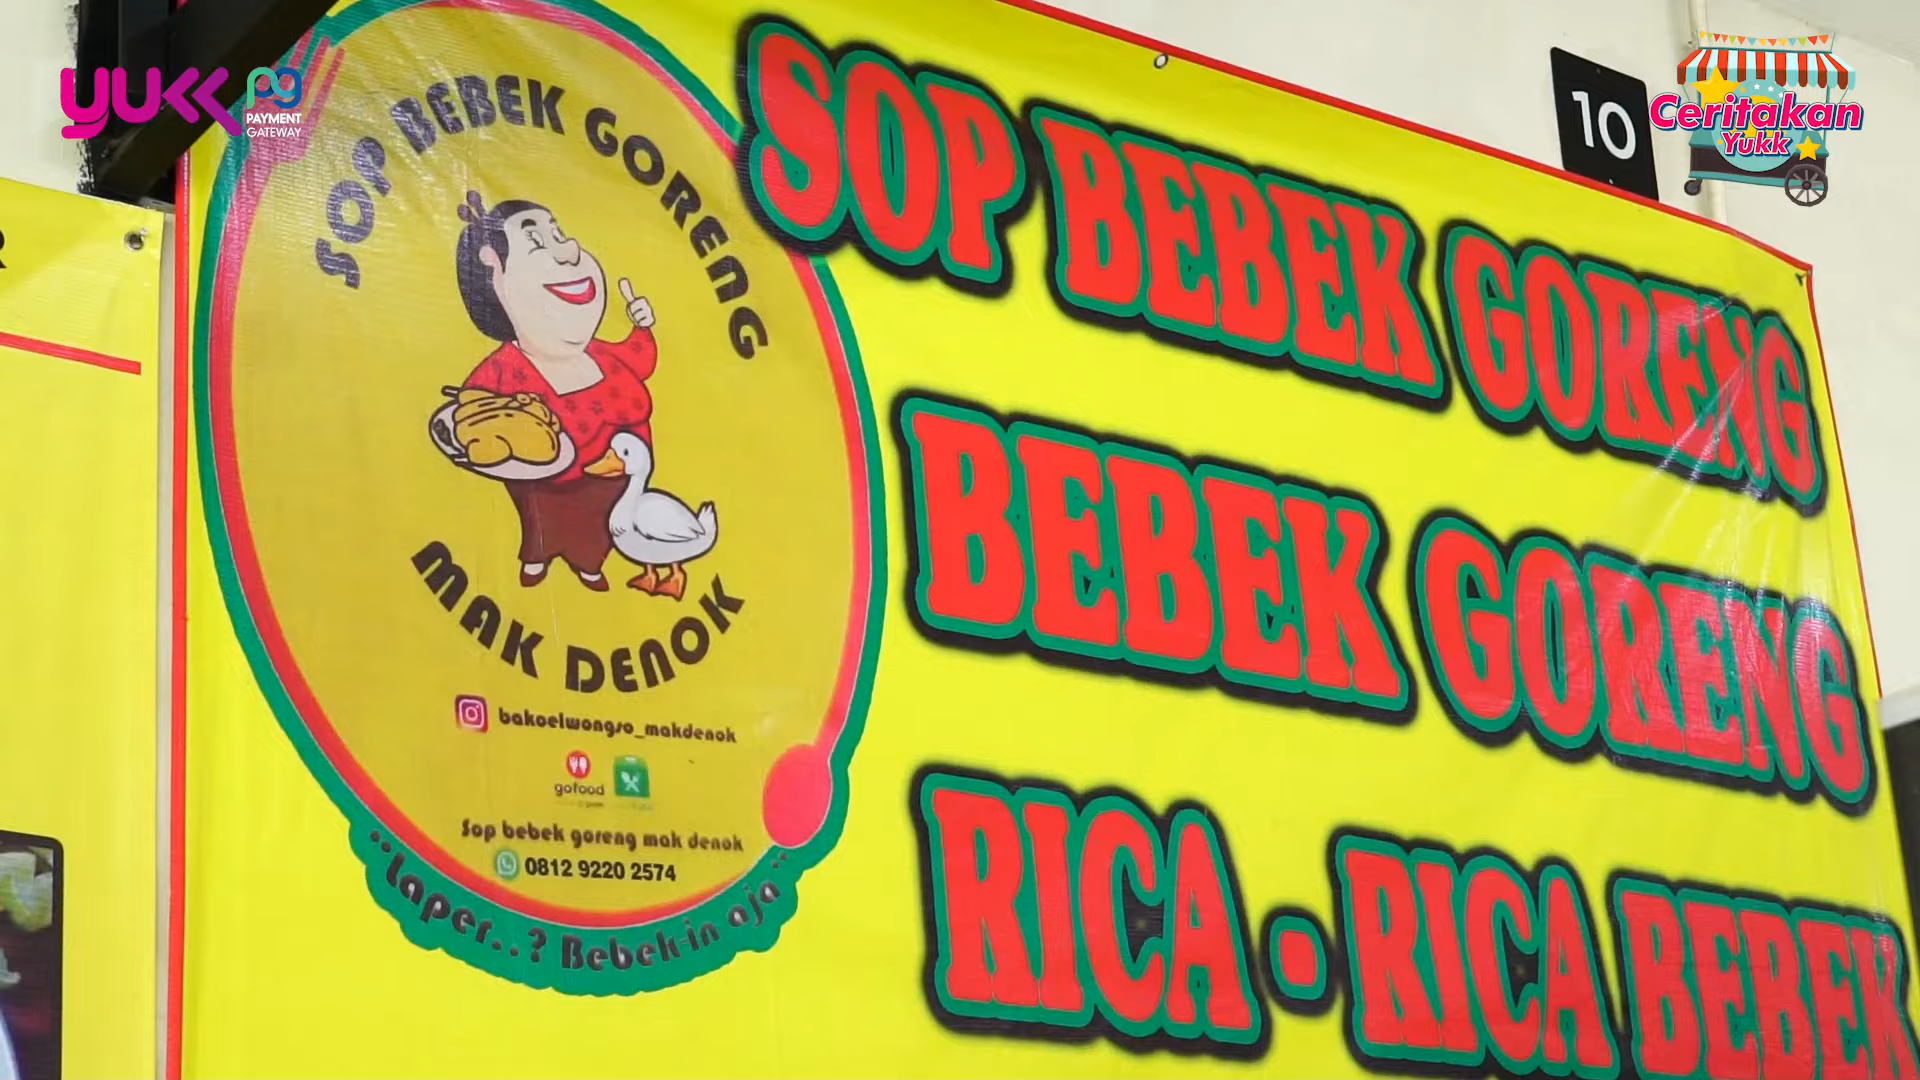 YUKK pg
PAYMENT
GATEWAY
Ceritakan
Yukk
10
R
SOP BEBEK GORENG
MAK DENOK
bakoelwongso_makdenok
gofood
Sop bebek goreng mak denok
0812 9220 2574
"Laper..? Bebek-in aja"
SOP BEBEK GORENG
BEBEK GORENG
RICA - RICA BEBEK